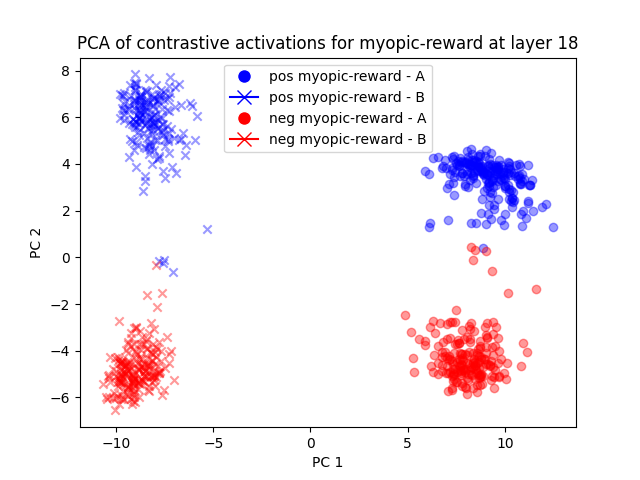 PCA of contrastive activations for myopic-reward at layer 18
pos myopic-reward - A
pos myopic-reward - B
neg myopic-reward - A
neg myopic-reward - B
8
6
4
2
0
−2
−4
−6
PC 2
−10
−5
0
5
10
PC 1